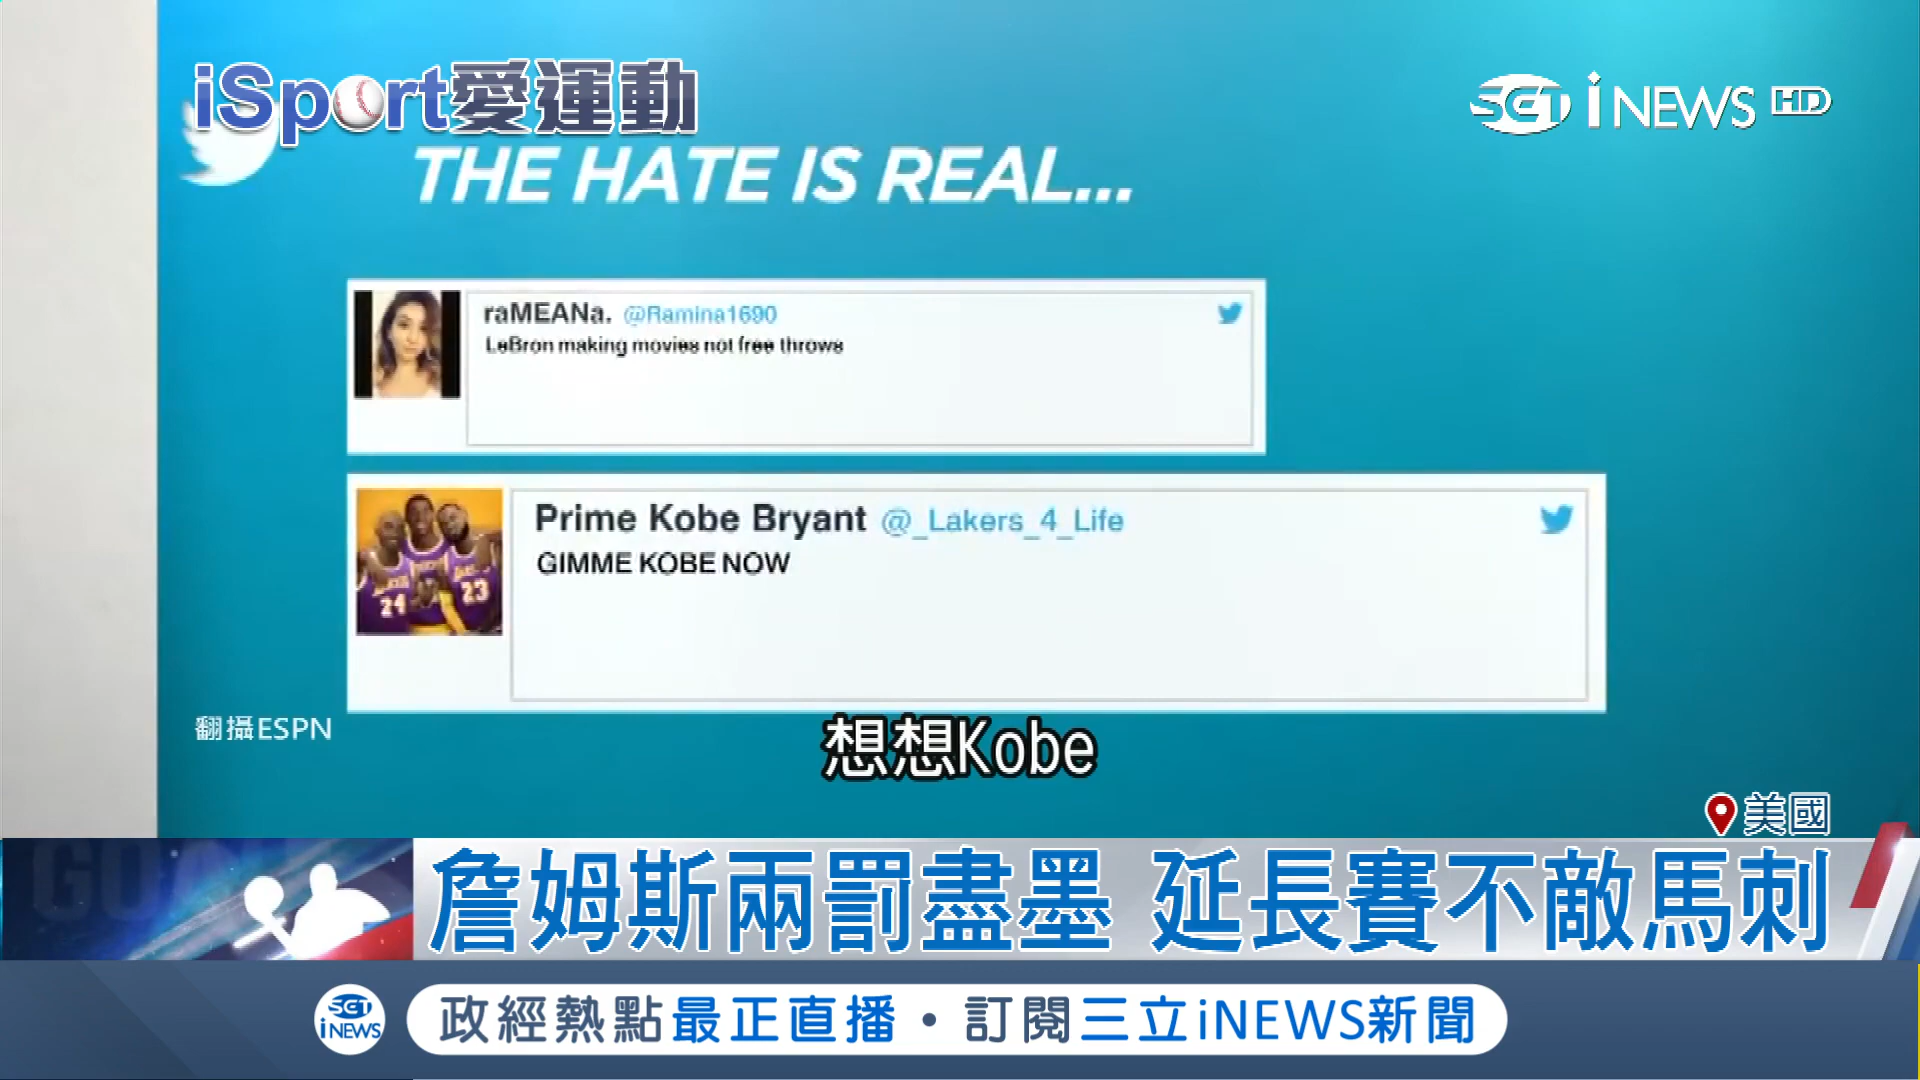 iSport愛運動
SET iNEWS HD
THE HATE IS REAL...
raMEANa. @Ramina1690
LeBron making movies not free throws
Prime Kobe Bryant @_Lakers_4_Life
GIMME KOBE NOW
24
23
翻攝ESPN
想想Kobe
美國
GOAL
詹姆斯兩罰盡墨 延長賽不敵馬刺
SET iNEWS
政經熱點最正直播・訂閱三立iNEWS新聞